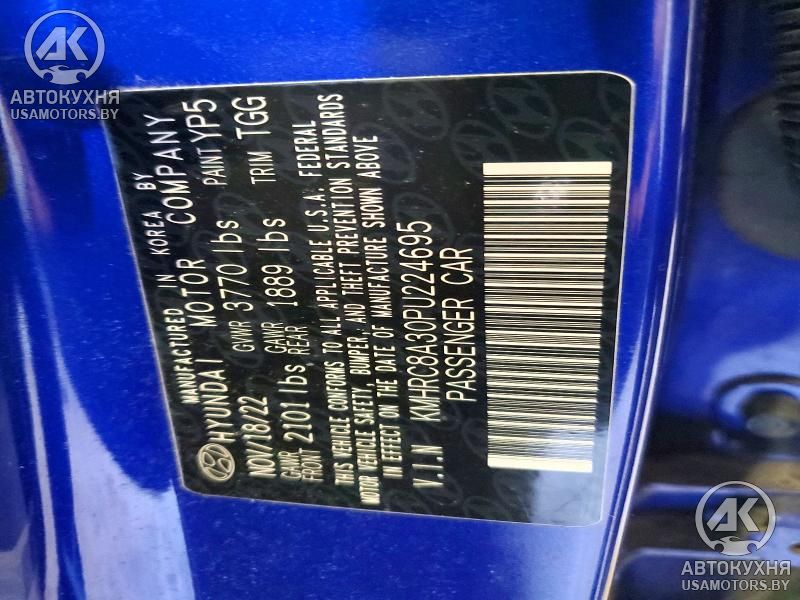 MANUFACTURED IN KOREA BY
HYUNDAI MOTOR COMPANY
NOV/18/22 GVWR 3770 lbs PAINT YP5
GAWR FRONT 2101 lbs GAWR REAR 1889 lbs TRIM TGG
THIS VEHICLE CONFORMS TO ALL APPLICABLE U.S.A. FEDERAL
MOTOR VEHICLE SAFETY, BUMPER, AND THEFT PREVENTION STANDARDS
IN EFFECT ON THE DATE OF MANUFACTURE SHOWN ABOVE
V.I.N KMHRC8A30PU224695
PASSENGER CAR
АК
АВТОКУХНЯ
USAMOTORS.BY
АК
АВТОКУХНЯ
USAMOTORS.BY